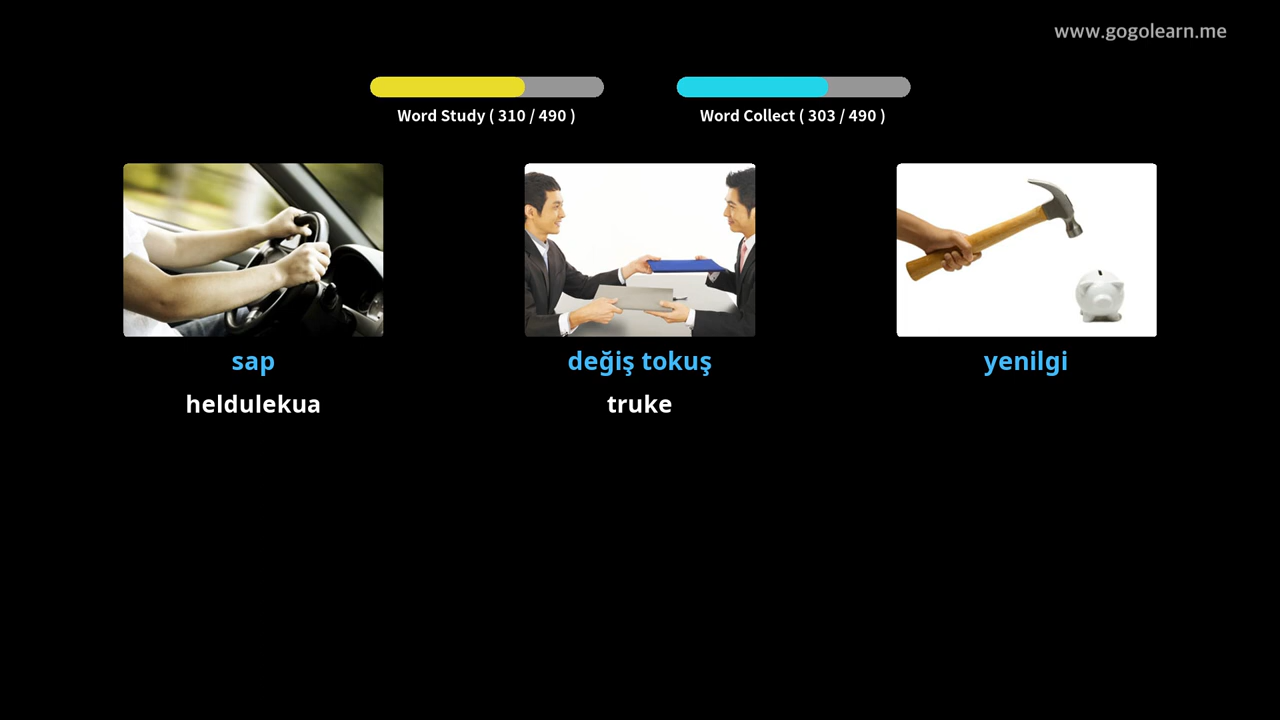 www.gogolearn.me
Word Study ( 310 / 490 )
Word Collect ( 303 / 490 )
sap
değiş tokuş
yenilgi
heldulekua
truke